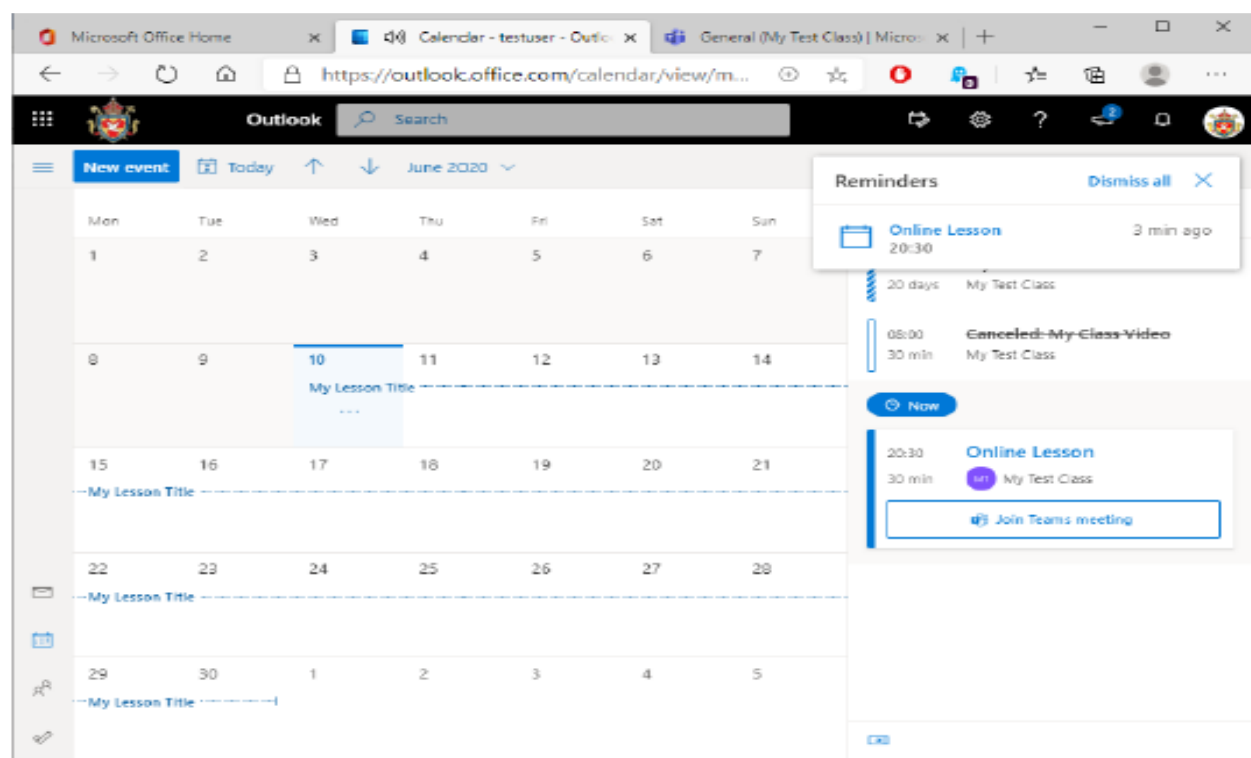 Microsoft Office Home
Calendar - testuser - Outlo
General (My Test Class) | Micros
https://outlook.office.com/calendar/view/m...
Outlook
Search
2
New event
Today
June 2020
Reminders
Dismiss all
Online Lesson
3 min ago
20:30
Mon Tue Wed Thu Fri Sat Sun
1 2 3 4 5 6 7
20 days My Test Class
08:00 Canceled: My Class Video
30 min My Test Class
8 9 10 11 12 13 14
My Lesson Title
Now
20:30 Online Lesson
30 min MT My Test Class
Join Teams meeting
15 16 17 18 19 20 21
My Lesson Title
22 23 24 25 26 27 28
My Lesson Title
29 30 1 2 3 4 5
My Lesson Title